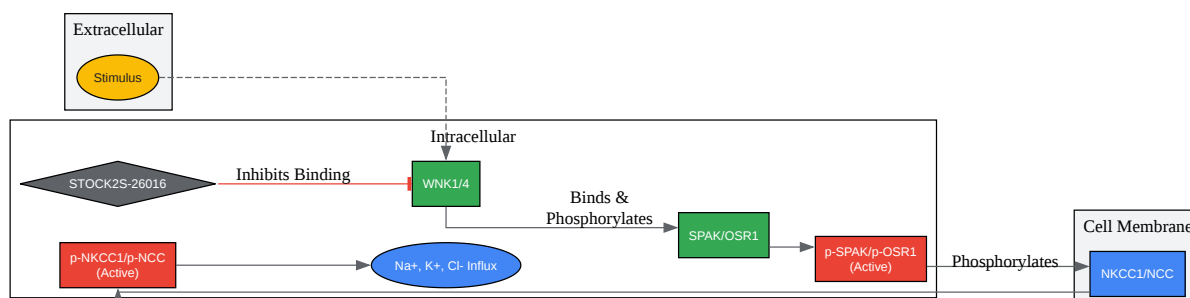 Extracellular
Stimulus
Intracellular
STOCK2S-26016
Inhibits Binding
WNK1/4
Binds &
Phosphorylates
SPAK/OSR1
p-SPAK/p-OSR1
(Active)
Phosphorylates
Cell Membrane
NKCC1/NCC
p-NKCC1/p-NCC
(Active)
Na+, K+, Cl- Influx